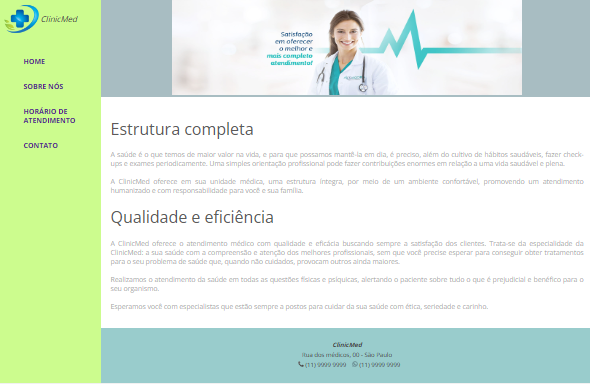 ClinicMed
HOME
SOBRE NÓS
HORÁRIO DE
ATENDIMENTO
CONTATO
Satisfação
em oferecer
o melhor e
mais completo
atendimento!
Estrutura completa
A saúde é o que temos de maior valor na vida, e para que possamos mantê-la em dia, é preciso, além do cultivo de hábitos saudáveis, fazer check-
ups e exames periodicamente. Uma simples orientação profissional pode fazer contribuições enormes em relação a uma vida saudável e plena.
A ClinicMed oferece em sua unidade médica, uma estrutura íntegra, por meio de um ambiente confortável, promovendo um atendimento
humanizado e com responsabilidade para você e sua família.
Qualidade e eficiência
A ClinicMed oferece o atendimento médico com qualidade e eficácia buscando sempre a satisfação dos clientes. Trata-se da especialidade da
ClinicMed: a sua saúde com a compreensão e atenção dos melhores profissionais, sem que você precise esperar para conseguir obter tratamentos
para o seu problema de saúde que, quando não cuidados, provocam outros ainda maiores.
Realizamos o atendimento da saúde em todas as questões físicas e psíquicas, alertando o paciente sobre tudo o que é prejudicial e benéfico para o
seu organismo.
Esperamos você com especialistas que estão sempre a postos para cuidar da sua saúde com ética, seriedade e carinho.
ClinicMed
Rua dos médicos, 00 - São Paulo
(11) 9999 9999 (11) 9999 9999